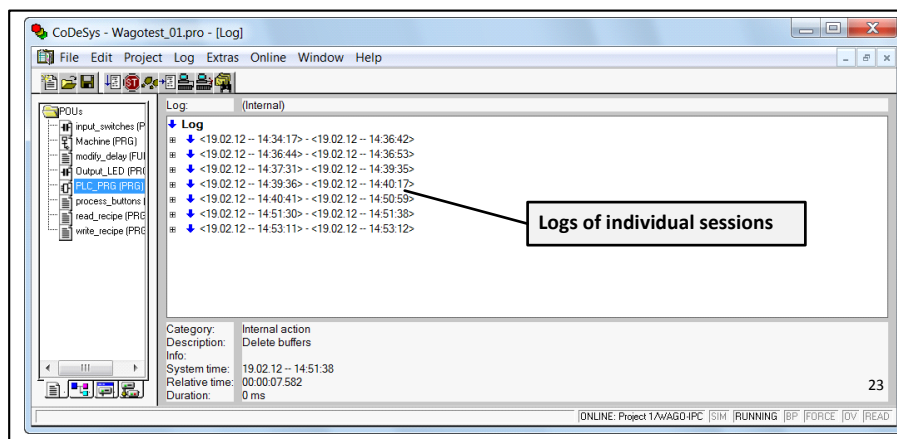 CoDeSys - Wagotest_01.pro - [Log]
File Edit Project Log Extras Online Window Help
POUs
input_switches (P
Machine (PRG)
modify_delay (FUI
Output_LED (PRG
PLC_PRG (PRG)
process_buttons (
read_recipe (PRG
write_recipe (PRG
Log: (Internal)
Log
<19.02.12 -- 14:34:17> - <19.02.12 -- 14:36:42>
<19.02.12 -- 14:36:44> - <19.02.12 -- 14:36:53>
<19.02.12 -- 14:37:31> - <19.02.12 -- 14:39:35>
<19.02.12 -- 14:39:36> - <19.02.12 -- 14:40:17>
<19.02.12 -- 14:40:41> - <19.02.12 -- 14:50:59>
<19.02.12 -- 14:51:30> - <19.02.12 -- 14:51:38>
<19.02.12 -- 14:53:11> - <19.02.12 -- 14:53:12>
Logs of individual sessions
Category: Internal action
Description: Delete buffers
Info:
System time: 19.02.12 -- 14:51:38
Relative time: 00:00:07.582
Duration: 0 ms
23
ONLINE: Project 1/WAGO-IPC SIM RUNNING BP FORCE OV READ